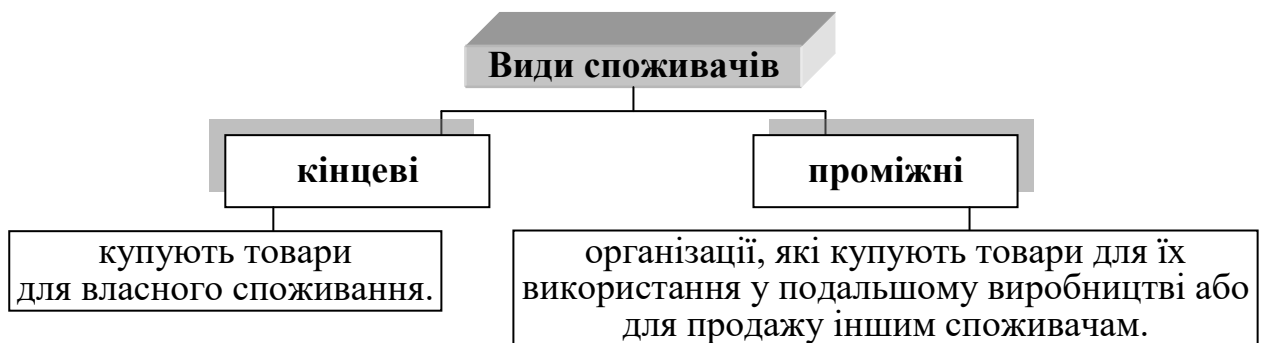 Види споживачів
кінцеві
проміжні
купують товари
для власного споживання.
організації, які купують товари для їх
використання у подальшому виробництві або
для продажу іншим споживачам.